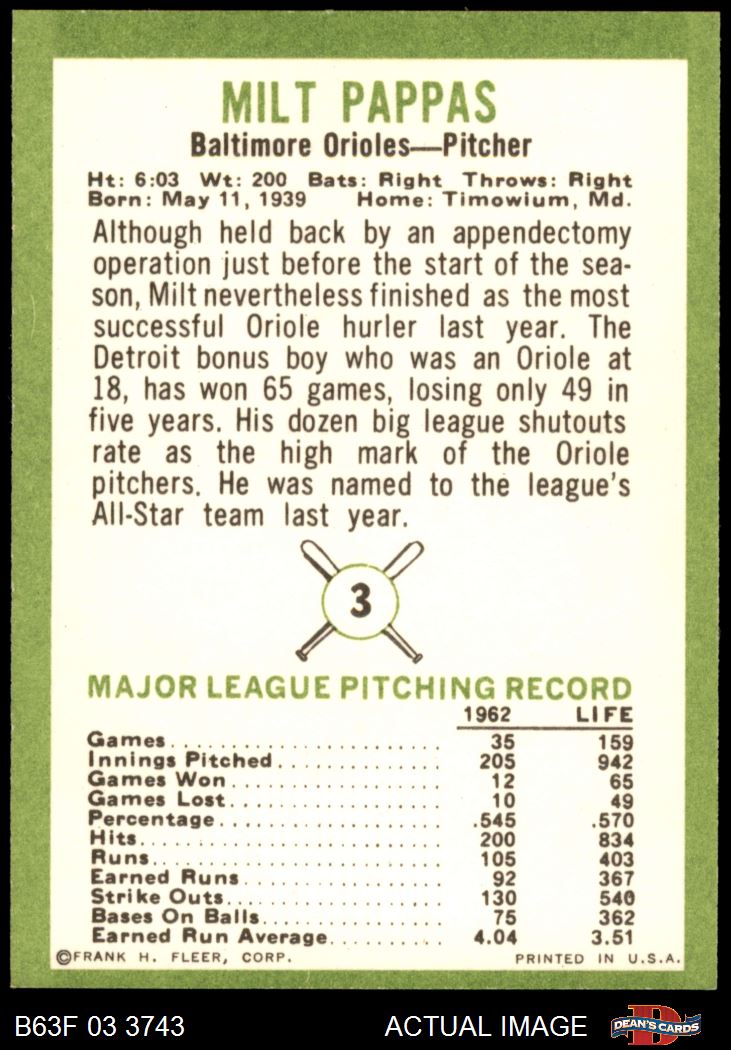 MILT PAPPAS
Baltimore Orioles—Pitcher
Ht: 6:03 Wt: 200 Bats: Right Throws: Right
Born: May 11, 1939 Home: Timowium, Md.
Although held back by an appendectomy
operation just before the start of the sea-
son, Milt nevertheless finished as the most
successful Oriole hurler last year. The
Detroit bonus boy who was an Oriole at
18, has won 65 games, losing only 49 in
five years. His dozen big league shutouts
rate as the high mark of the Oriole
pitchers. He was named to the league's
All-Star team last year.
3
MAJOR LEAGUE PITCHING RECORD
1962 LIFE
Games 35 159
Innings Pitched 205 942
Games Won 12 65
Games Lost 10 49
Percentage .545 .570
Hits 200 834
Runs 105 403
Earned Runs 92 367
Strike Outs 130 540
Bases On Balls 75 362
Earned Run Average 4.04 3.51
©FRANK H. FLEER, CORP. PRINTED IN U.S.A.
B63F 03 3743 ACTUAL IMAGE D DEAN'S CARDS